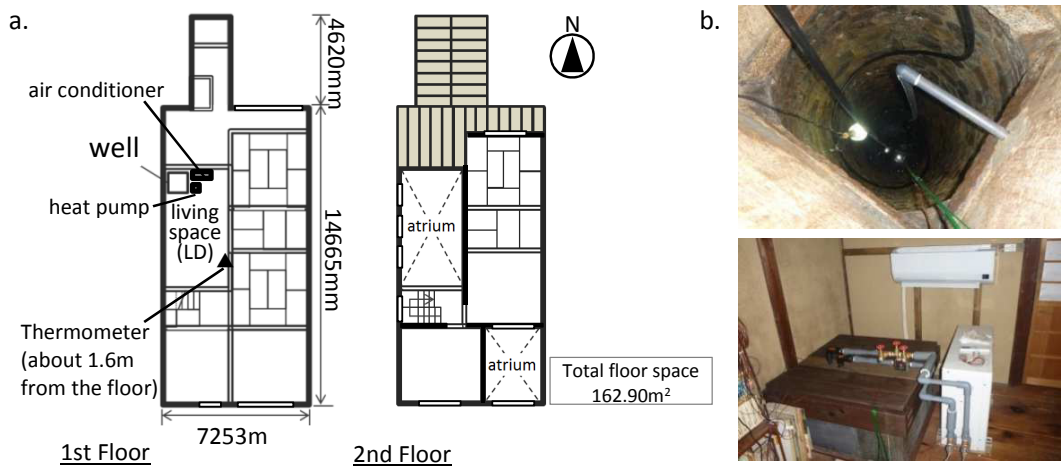 a.
N
b.
4620mm
air conditioner
well
heat pump
living
space
(LD)
14665mm
atrium
Thermometer
(about 1.6m
from the floor)
atrium
Total floor space
162.90m²
7253m
1st Floor
2nd Floor